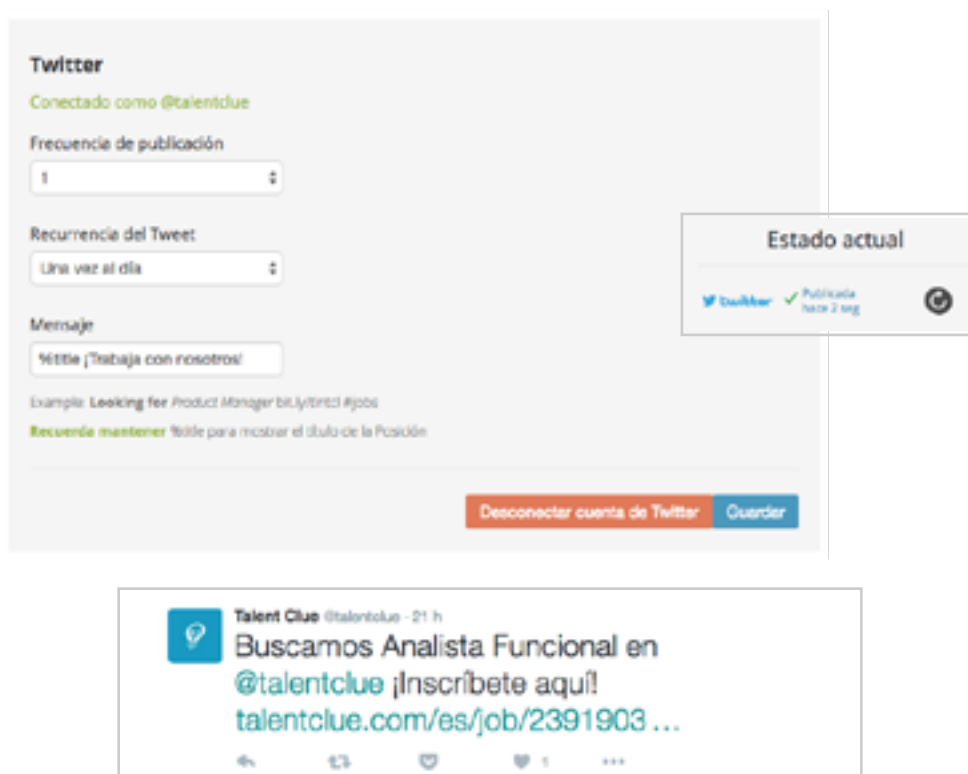 Twitter
Conectado como @talentclue
Frecuencia de publicación
1
Recurrencia del Tweet
Una vez al día
Mensaje
%title ¡Trabaja con nosotros!
Example: Looking for Product Manager bit.ly/tintcl #jobs
Recuerda mantener %title para mostrar el título de la Posición
Desconectar cuenta de Twitter
Guardar
Estado actual
twitter
Publicada
hace 2 seg
Talent Clue @talentclue · 21 h
Buscamos Analista Funcional en
@talentclue ¡Inscríbete aquí!
talentclue.com/es/job/2391903 ...
1